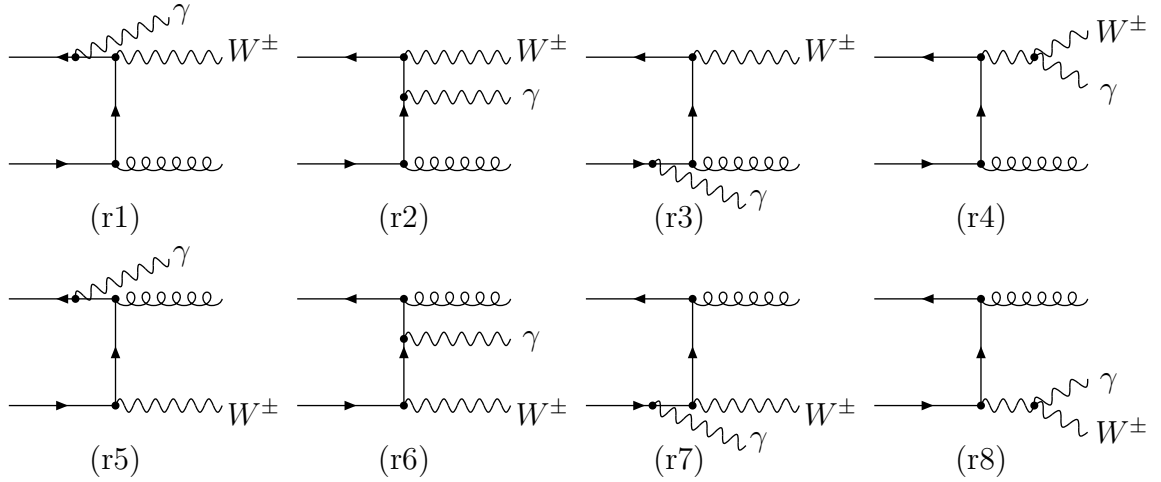 γ
W± W± γ W± W± γ
γ
(r1) (r2) (r3) (r4)
γ
γ γ
W± W± γ W± W±
(r5) (r6) (r7) (r8)